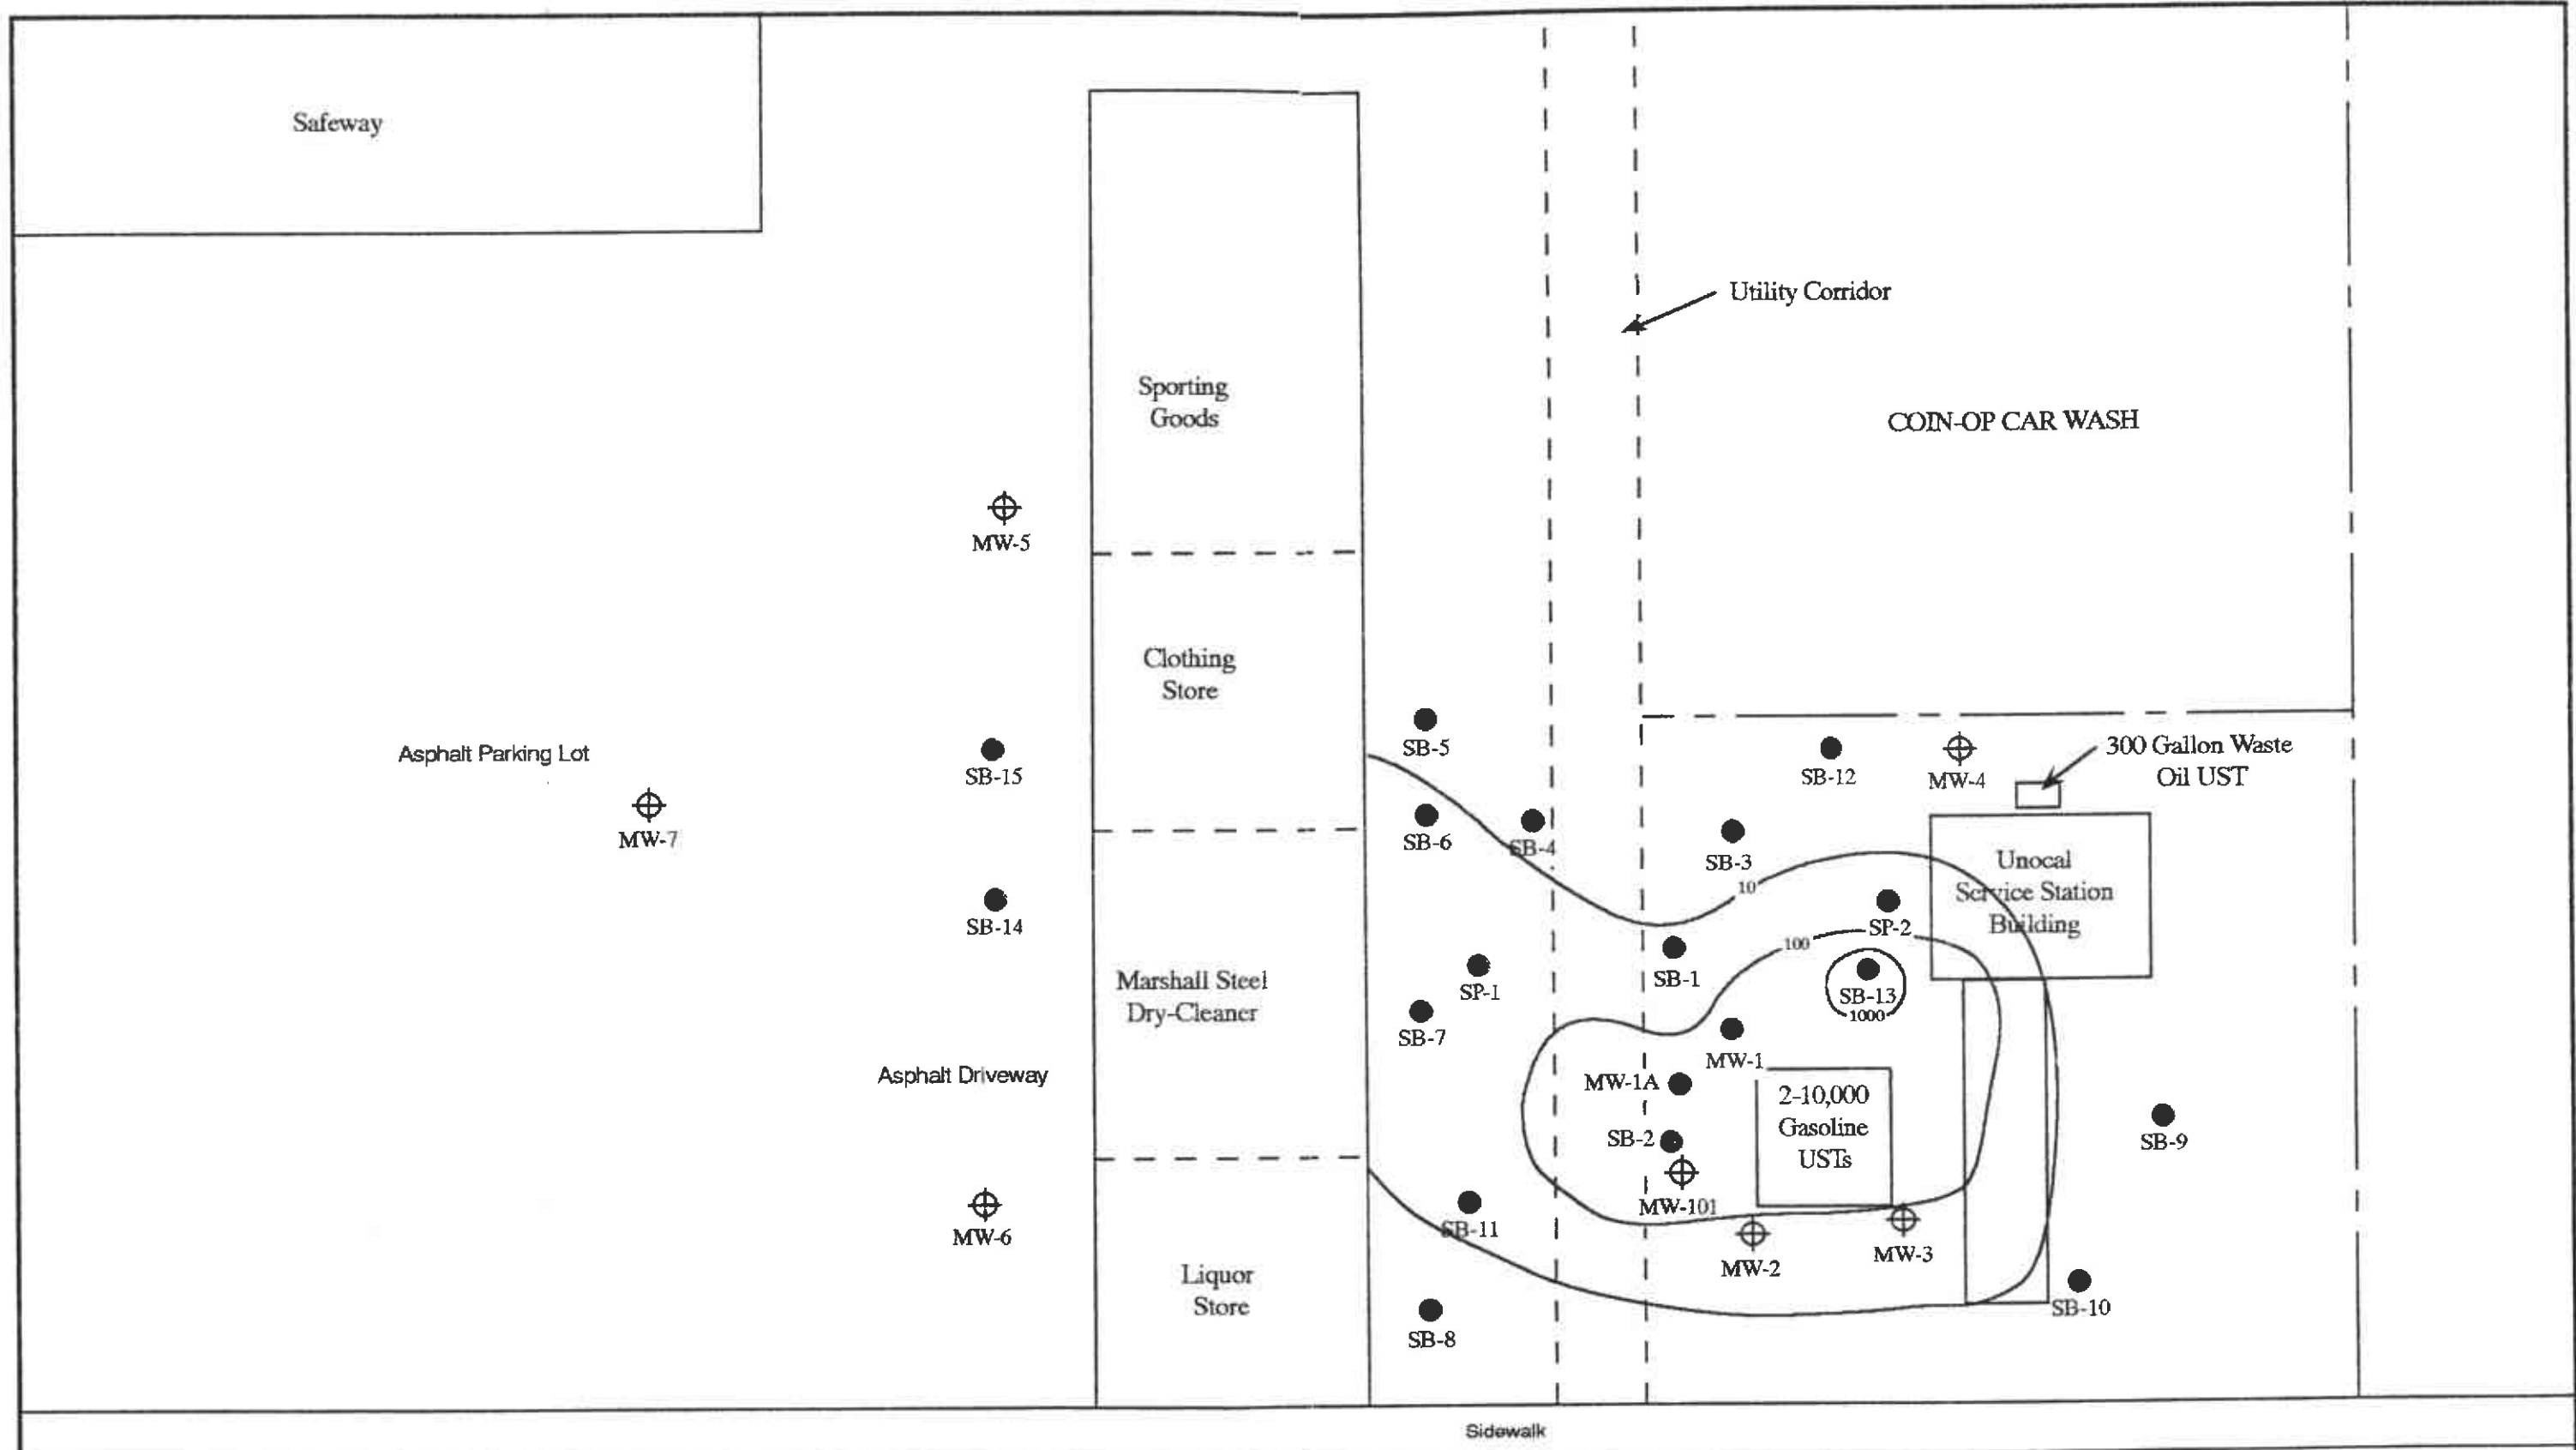 Safeway
Utility Corridor
Sporting
Goods
COIN-OP CAR WASH
MW-5
Clothing
Store
SB-5
SB-15
Asphalt Parking Lot
MW-7
SB-12
MW-4
300 Gallon Waste
Oil UST
SB-6
SB-4
SB-3
10
Unocal
Service Station
Building
SB-14
SP-2
100
SB-1
SP-1
SB-13
1000
Marshall Steel
Dry-Cleaner
SB-7
MW-1
Asphalt Driveway
MW-1A
2-10,000
Gasoline
USTs
SB-2
SB-9
MW-101
MW-6
SB-11
MW-2
MW-3
Liquor
Store
SB-10
SB-8
Sidewalk